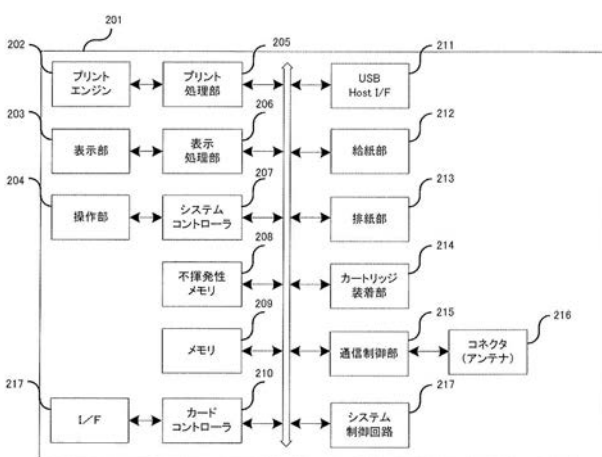 201
202
205
211
プリント
エンジン
プリント
処理部
USB
Host I/F
203
206
212
表示部
表示
処理部
給紙部
204
207
213
操作部
システム
コントローラ
排紙部
208
214
不揮発性
メモリ
カートリッジ
装着部
209
215
216
メモリ
通信制御部
コネクタ
(アンテナ)
217
210
217
I/F
カード
コントローラ
システム
制御回路